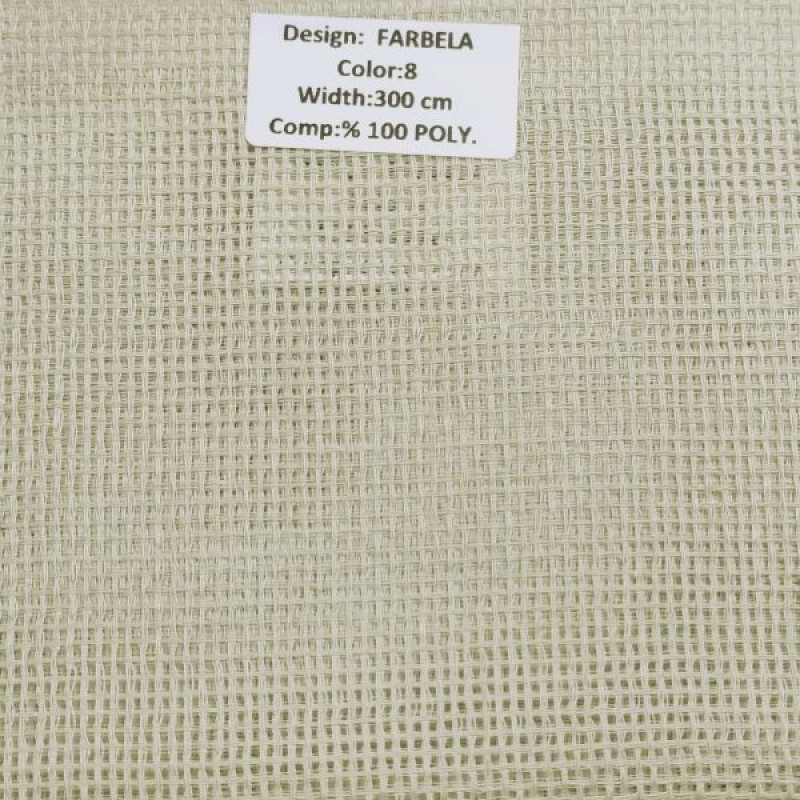 Design: FARBELA
Color:8
Width:300 cm
Comp:% 100 POLY.